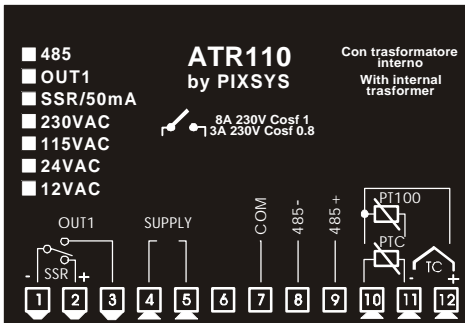 485
OUT1
SSR/50mA
230VAC
115VAC
24VAC
12VAC
ATR110
by PIXSYS
8A 230V Cosf 1
3A 230V Cosf 0.8
Con trasformatore
interno
With internal
trasformer
OUT1
SSR
- +
SUPPLY
COM
485-
485+
PT100
PTC
- TC +
1 2 3 4 5 6 7 8 9 10 11 12